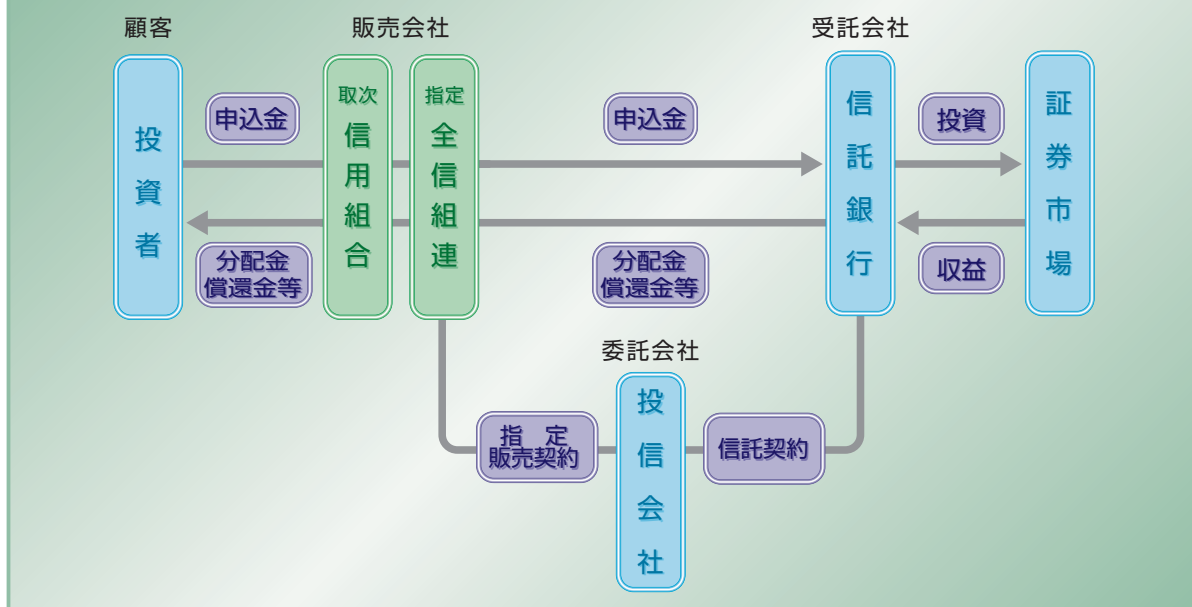 顧客
販売会社
受託会社
投資者
申込金
取次
信用組合
指定
全信組連
申込金
信託銀行
投資
証券市場
分配金
償還金等
分配金
償還金等
収益
委託会社
指 定
販売契約
投信会社
信託契約